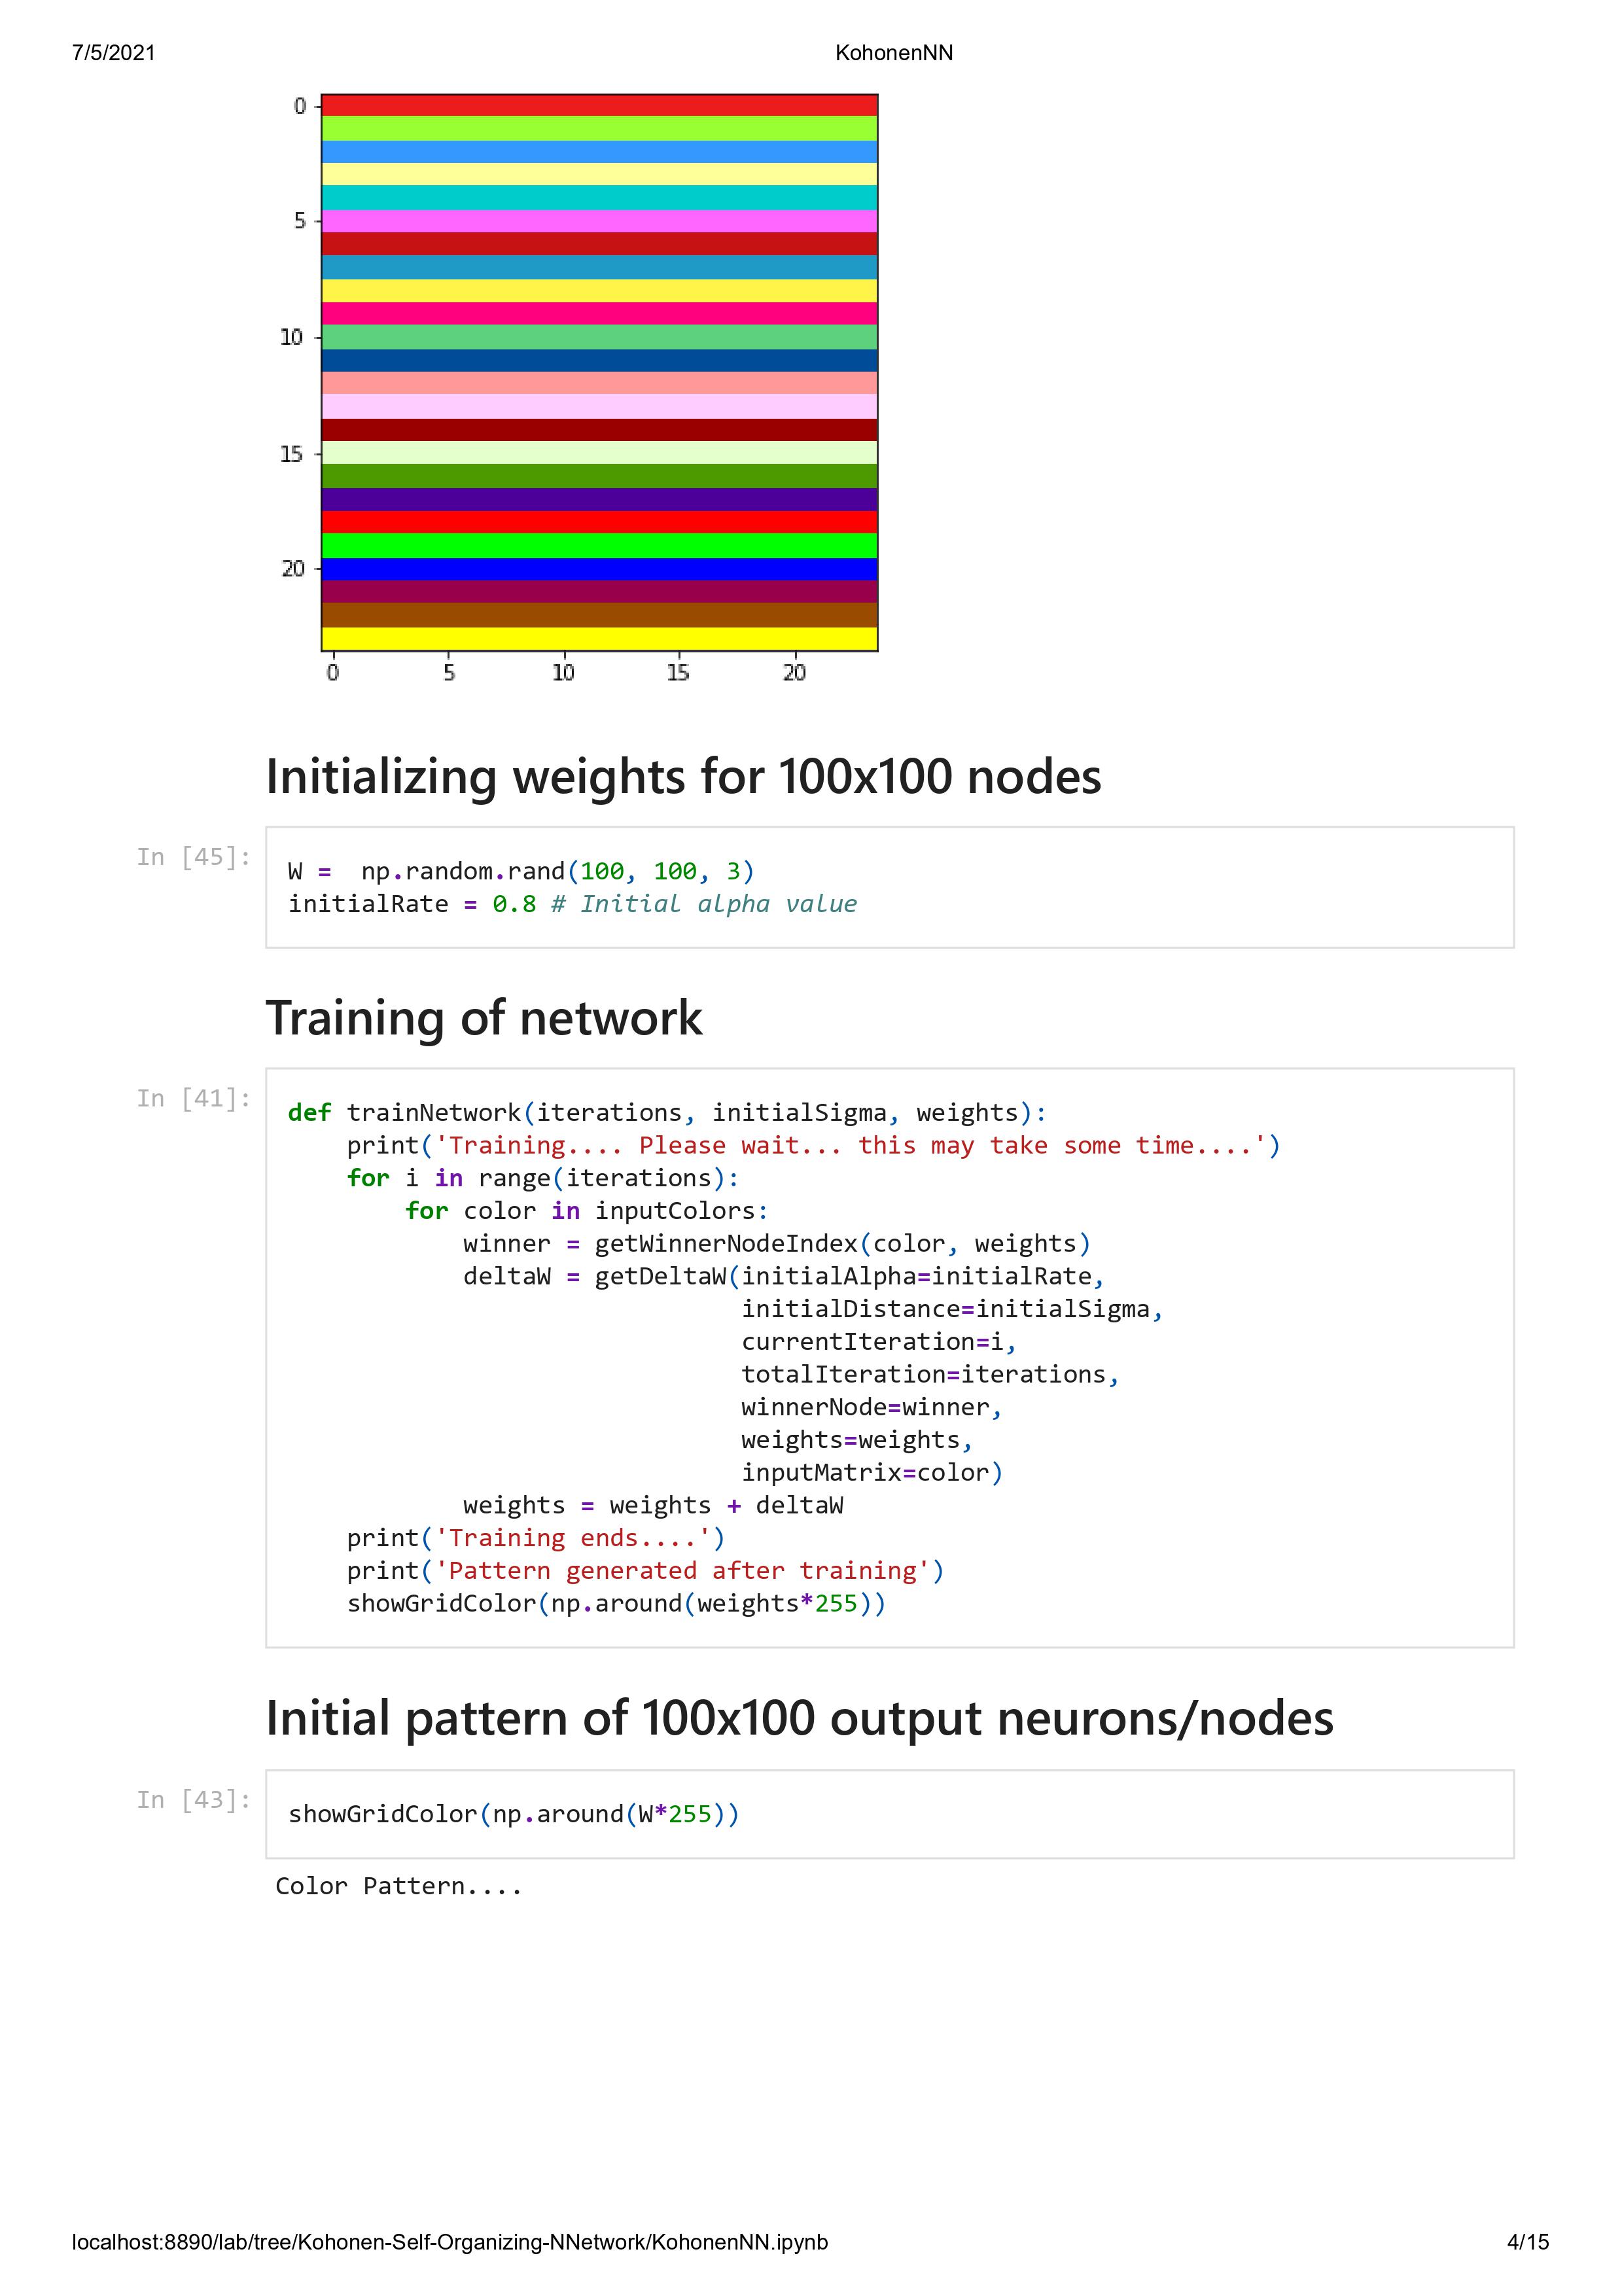 7/5/2021 KohonenNN
0
5
10
15
20
0 5 10 15 20
Initializing weights for 100x100 nodes
In [45]:
W =  np.random.rand(100, 100, 3)
initialRate = 0.8 # Initial alpha value
Training of network
In [41]:
def trainNetwork(iterations, initialSigma, weights):
    print('Training.... Please wait... this may take some time....')
    for i in range(iterations):
        for color in inputColors:
            winner = getWinnerNodeIndex(color, weights)
            deltaW = getDeltaW(initialAlpha=initialRate,
                               initialDistance=initialSigma,
                               currentIteration=i,
                               totalIteration=iterations,
                               winnerNode=winner,
                               weights=weights,
                               inputMatrix=color)
            weights = weights + deltaW
    print('Training ends....')
    print('Pattern generated after training')
    showGridColor(np.around(weights*255))
Initial pattern of 100x100 output neurons/nodes
In [43]:
showGridColor(np.around(W*255))
Color Pattern....
localhost:8890/lab/tree/Kohonen-Self-Organizing-NNetwork/KohonenNN.ipynb 4/15